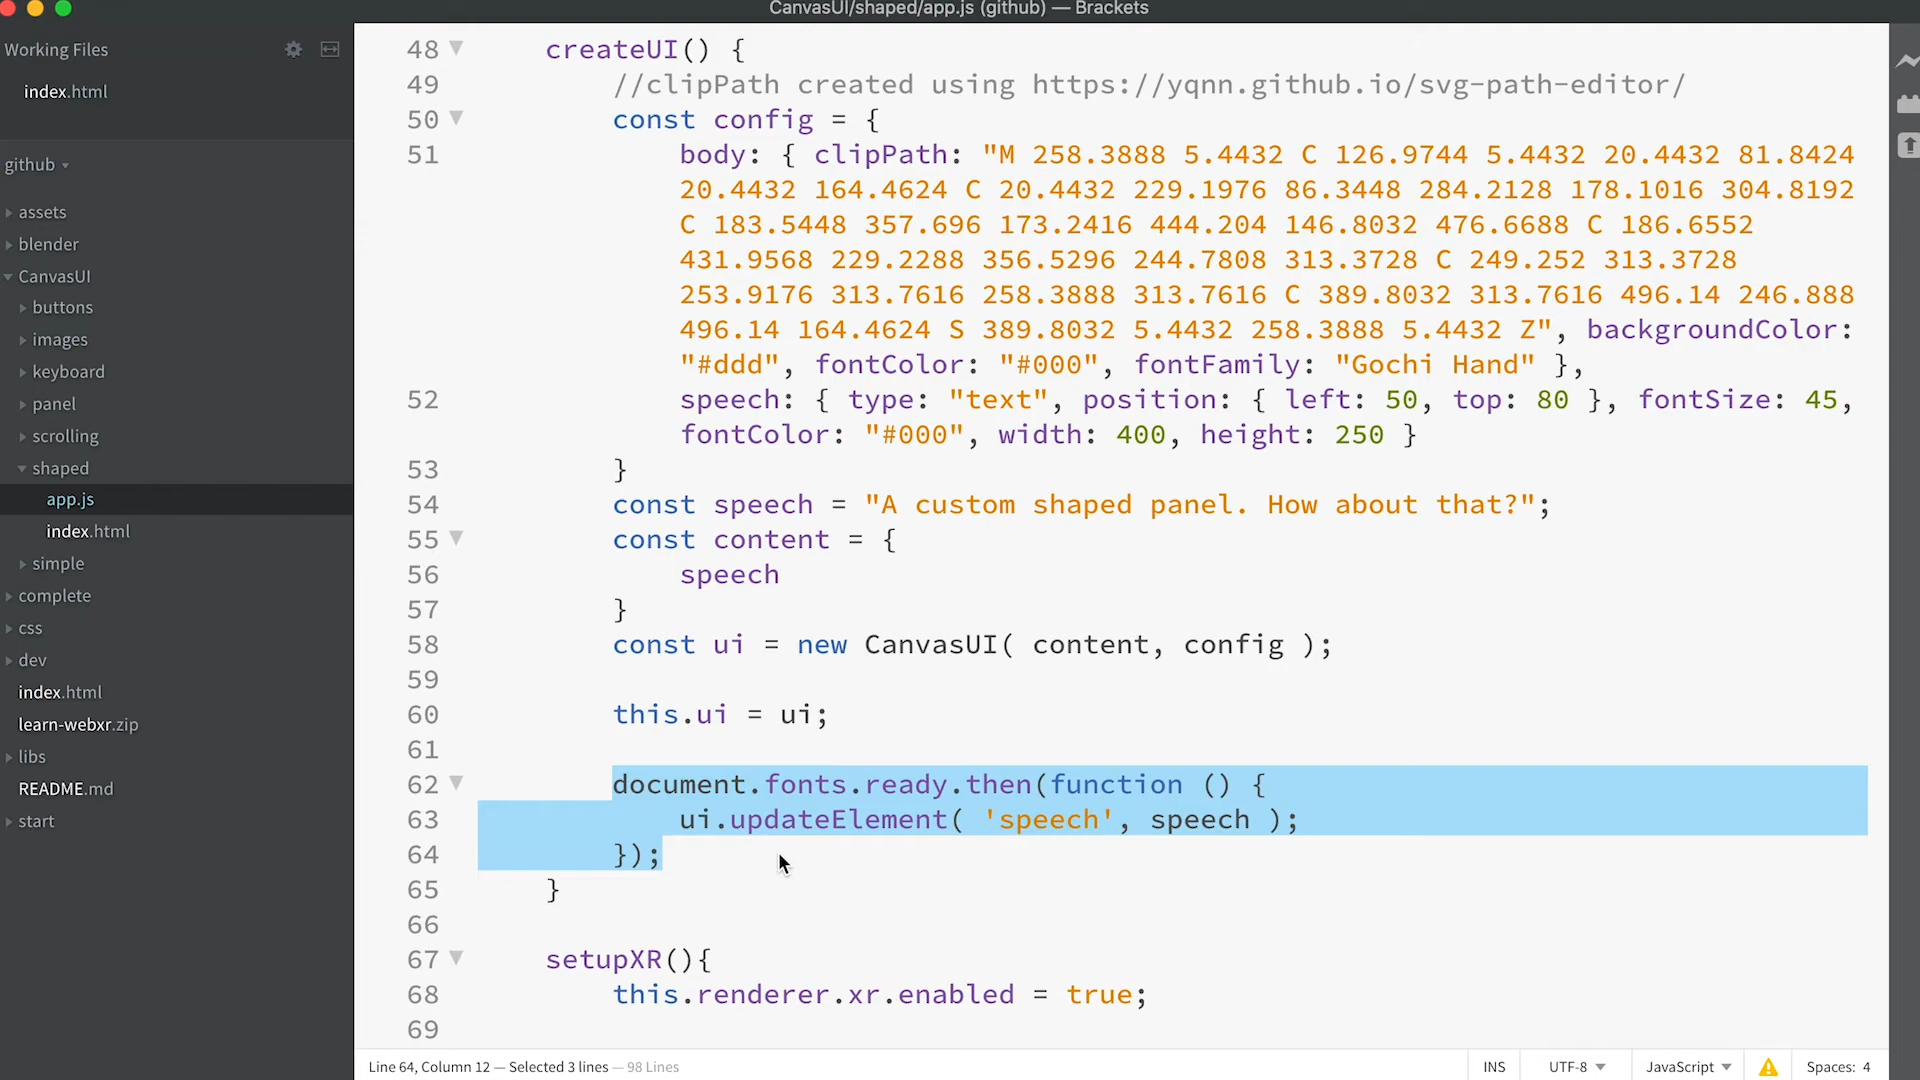 CanvasUI/shaped/app.js (github) — Brackets
Working Files
index.html
github
assets
blender
CanvasUI
buttons
images
keyboard
panel
scrolling
shaped
app.js
index.html
simple
complete
css
dev
index.html
learn-webxr.zip
libs
README.md
start
48 createUI() {
49 //clipPath created using https://yqnn.github.io/svg-path-editor/
50 const config = {
51 body: { clipPath: "M 258.3888 5.4432 C 126.9744 5.4432 20.4432 81.8424
20.4432 164.4624 C 20.4432 229.1976 86.3448 284.2128 178.1016 304.8192
C 183.5448 357.696 173.2416 444.204 146.8032 476.6688 C 186.6552
431.9568 229.2288 356.5296 244.7808 313.3728 C 249.252 313.3728
253.9176 313.7616 258.3888 313.7616 C 389.8032 313.7616 496.14 246.888
496.14 164.4624 S 389.8032 5.4432 258.3888 5.4432 Z", backgroundColor:
"#ddd", fontColor: "#000", fontFamily: "Gochi Hand" },
52 speech: { type: "text", position: { left: 50, top: 80 }, fontSize: 45,
fontColor: "#000", width: 400, height: 250 }
53 }
54 const speech = "A custom shaped panel. How about that?";
55 const content = {
56 speech
57 }
58 const ui = new CanvasUI( content, config );
59
60 this.ui = ui;
61
62 document.fonts.ready.then(function () {
63 ui.updateElement( 'speech', speech );
64 });
65 }
66
67 setupXR(){
68 this.renderer.xr.enabled = true;
69
Line 64, Column 12 — Selected 3 lines — 98 Lines
INS
UTF-8
JavaScript
Spaces: 4